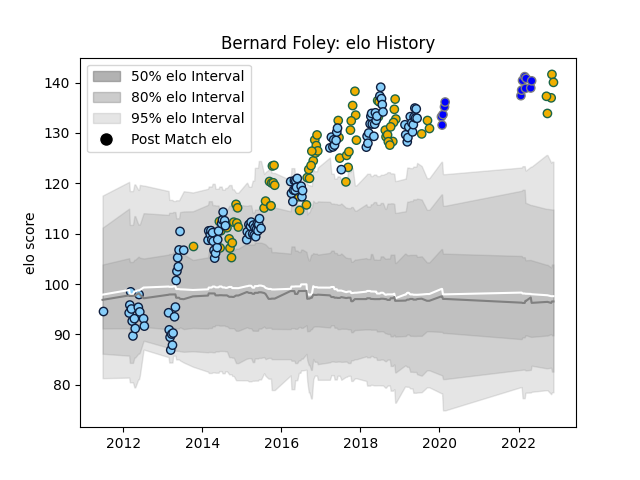 Bernard Foley: elo History
50% elo Interval
80% elo Interval
95% elo Interval
Post Match elo
elo score
140
130
120
110
100
90
80
2012
2014
2016
2018
2020
2022